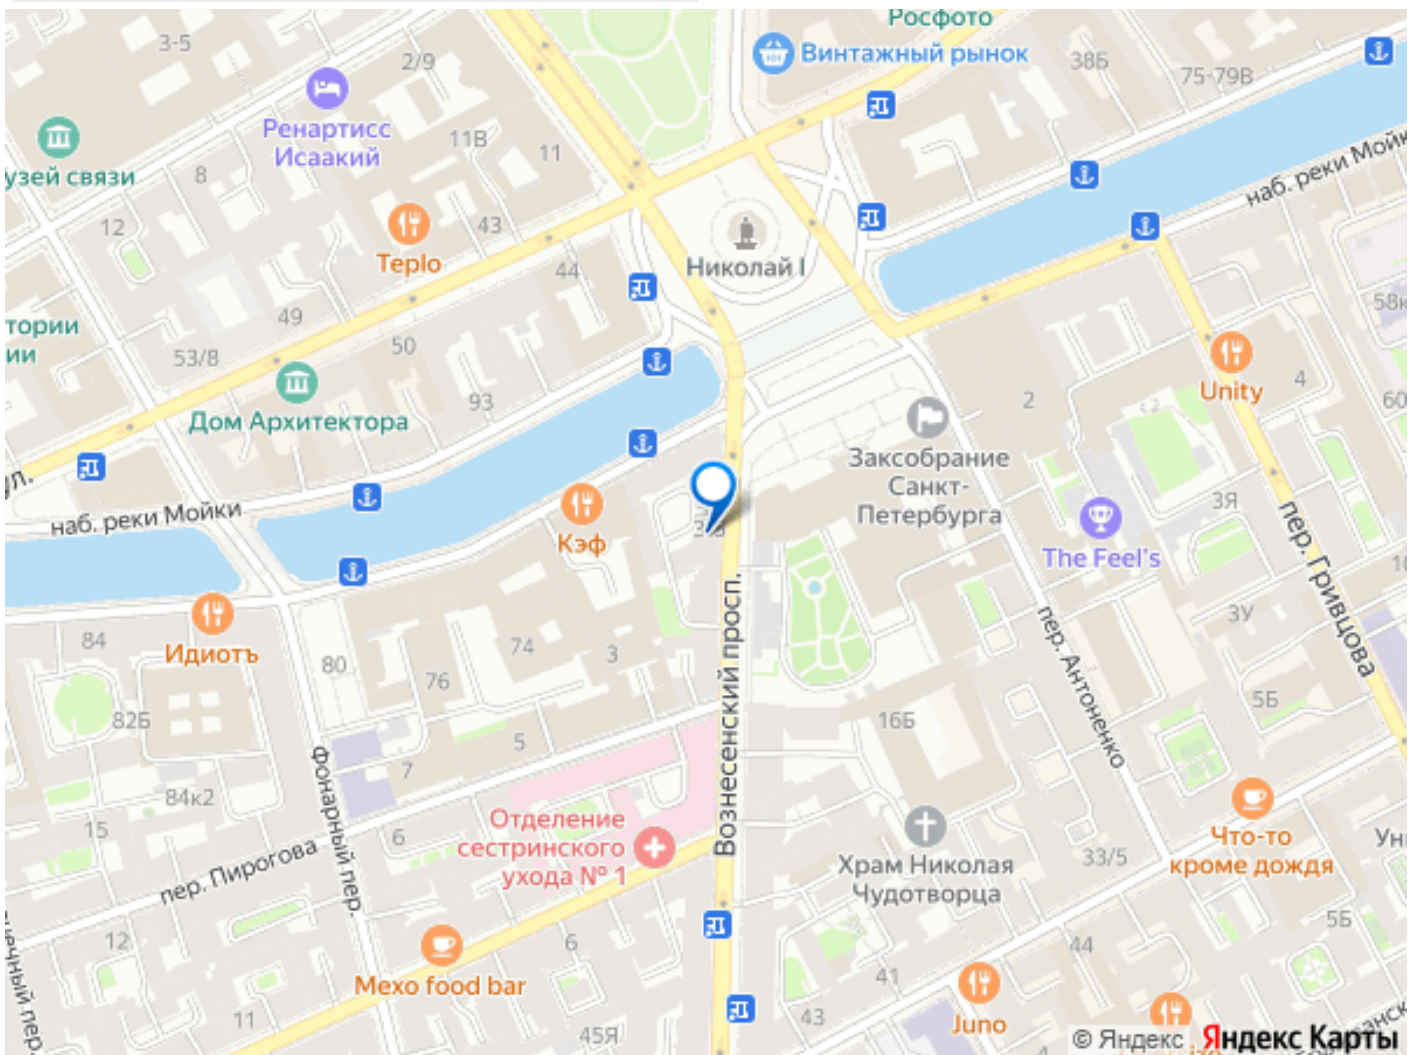 Росфото
3-5
2/9
Винтажный рынок
38Б
75-79В
Ренартисс
Исаакий
11В
11
узей связи
8
наб. реки Мойк
12
43
Teplo
44
Николай I
58к
тории
ии
49
50
53/8
Unity
4
93
2
60
Дом Архитектора
Заксобрание
Санкт-
Петербурга
ул.
наб. реки Мойки
3Я
Кэф
The Feel's
пер. Гривцова
10
Вознесенский просп.
пер. Антоненко
84
Идиотъ
80
74
3
3У
76
82Б
5
16Б
5Б
7
фонарный пер.
84к2
15
6
Отделение
сестринского
ухода № 1
пер. Пирогова
Храм Николая
Чудотворца
33/5
Что-то
кроме дождя
Ун
12
6
44
5Б
Mexo food bar
41
11
45Я
43
Juno
© Яндекс
Яндекс Карты